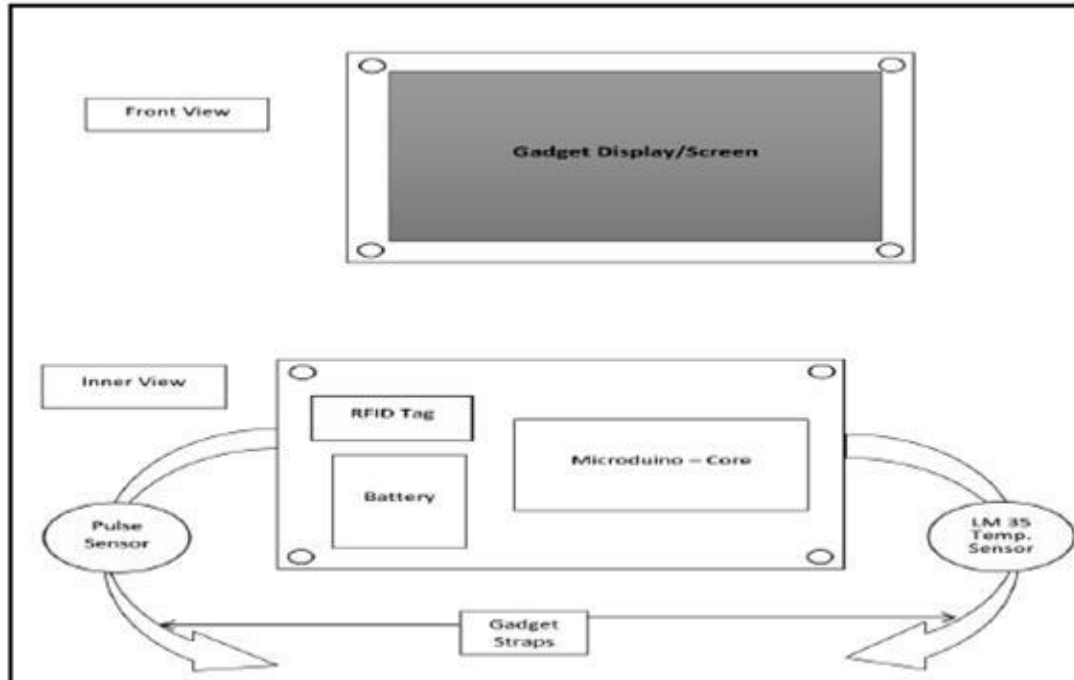 Front View
Gadget Display/Screen
Inner View
RFID Tag
Microduino – Core
Battery
Pulse
Sensor
LM 35
Temp.
Sensor
Gadget
Straps